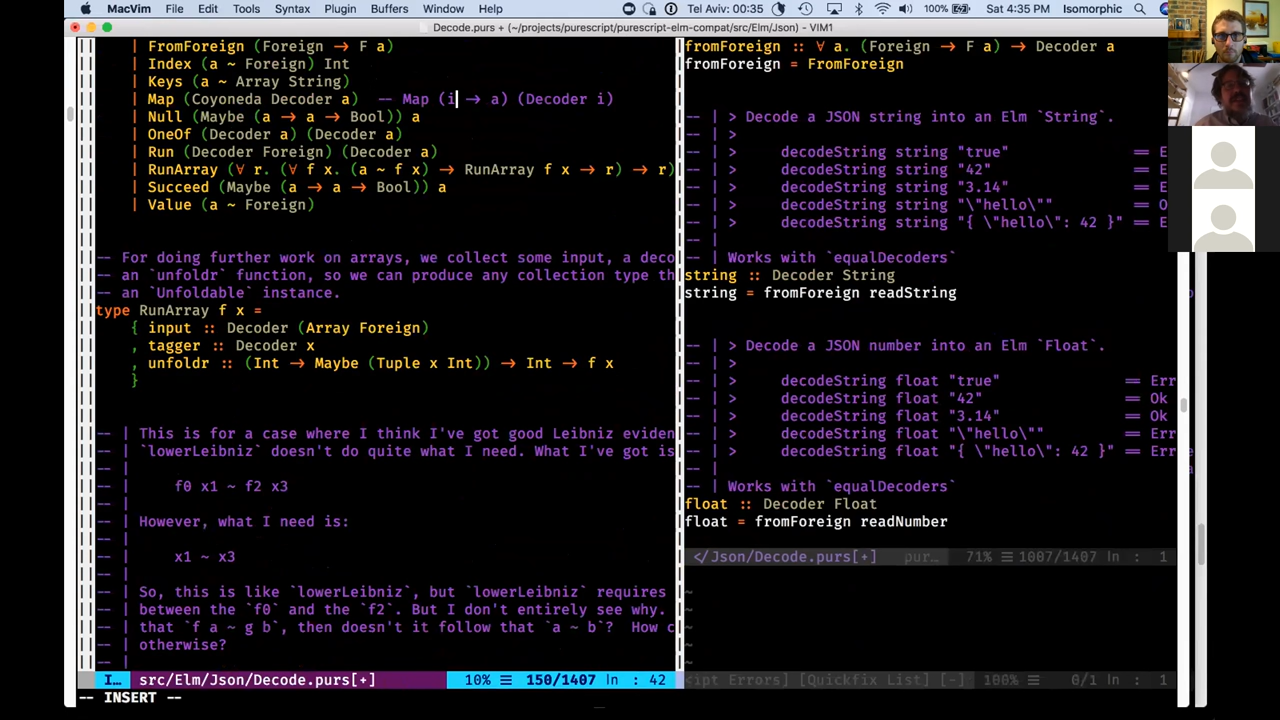 MacVim File Edit Tools Syntax Plugin Buffers Window Help Tel Aviv: 00:35 100% Sat 4:35 PM Isomorphic
Decode.purs + (~/projects/purescript/purescript-elm-compat/src/Elm/Json) - VIM1
| FromForeign (Foreign → F a)
| Index (a ~ Foreign) Int
| Keys (a ~ Array String)
| Map (Coyoneda Decoder a) -- Map (i → a) (Decoder i)
| Null (Maybe (a → a → Bool)) a
| OneOf (Decoder a) (Decoder a)
| Run (Decoder Foreign) (Decoder a)
| RunArray (∀ r. (∀ f x. (a ~ f x) → RunArray f x → r) → r)
| Succeed (Maybe (a → a → Bool)) a
| Value (a ~ Foreign)
-- For doing further work on arrays, we collect some input, a deco
-- an `unfoldr` function, so we can produce any collection type th
-- an `Unfoldable` instance.
type RunArray f x =
{ input :: Decoder (Array Foreign)
, tagger :: Decoder x
, unfoldr :: (Int → Maybe (Tuple x Int)) → Int → f x
}
-- | This is for a case where I think I've got good Leibniz eviden
-- | `lowerLeibniz` doesn't do quite what I need. What I've got is
-- |
-- | f0 x1 ~ f2 x3
-- |
-- | However, what I need is:
-- |
-- | x1 ~ x3
-- |
-- | So, this is like `lowerLeibniz`, but `lowerLeibniz` requires
-- | between the `f0` and the `f2`. But I don't entirely see why.
-- | that `f a ~ g b`, then doesn't it follow that `a ~ b`? How c
-- | otherwise?
-- |
I… src/Elm/Json/Decode.purs[+] 10% ☰ 150/1407 ln : 42
-- INSERT --
fromForeign :: ∀ a. (Foreign → F a) → Decoder a
fromForeign = FromForeign
-- | > Decode a JSON string into an Elm `String`.
-- | >
-- | > decodeString string "true" == E
-- | > decodeString string "42" == E
-- | > decodeString string "3.14" == E
-- | > decodeString string "\"hello\"" == O
-- | > decodeString string "{ \"hello\": 42 }" == E
-- |
-- | Works with `equalDecoders`
string :: Decoder String
string = fromForeign readString
-- | > Decode a JSON number into an Elm `Float`.
-- | >
-- | > decodeString float "true" == Err
-- | > decodeString float "42" == Ok
-- | > decodeString float "3.14" == Ok
-- | > decodeString float "\"hello\"" == Err
-- | > decodeString float "{ \"hello\": 42 }" == Err
-- |
-- | Works with `equalDecoders`
float :: Decoder Float
float = fromForeign readNumber
</Json/Decode.purs[+] pur… 71% ☰ 1007/1407 ln : 1
~
~
~
~
~
cript Errors] [Quickfix List] [-] 100% ☰ 0/1 ln : 1